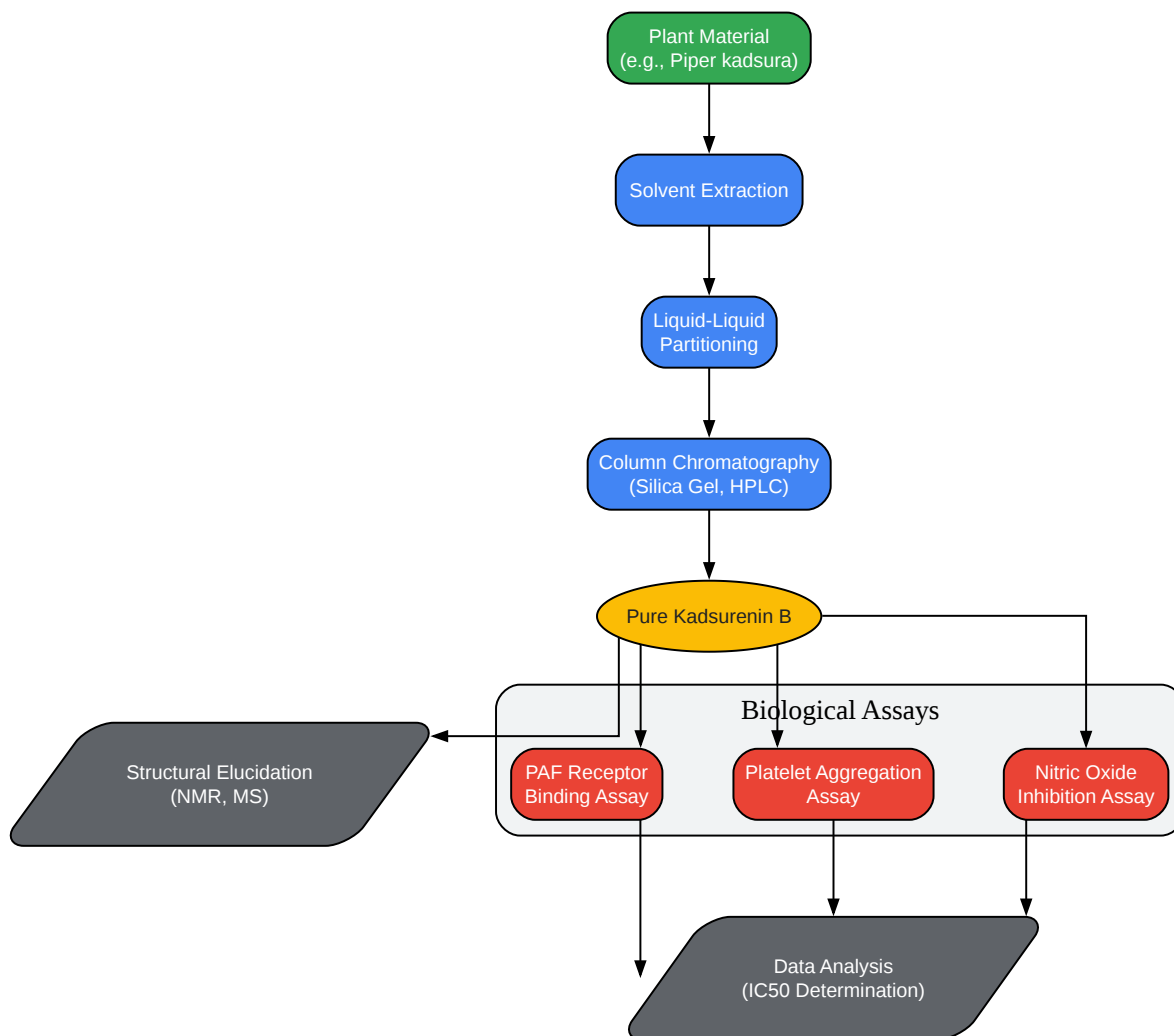 Plant Material
(e.g., Piper kadsura)
Solvent Extraction
Liquid-Liquid
Partitioning
Column Chromatography
(Silica Gel, HPLC)
Pure Kadsurenin B
Biological Assays
Structural Elucidation
(NMR, MS)
PAF Receptor
Binding Assay
Platelet Aggregation
Assay
Nitric Oxide
Inhibition Assay
Data Analysis
(IC50 Determination)